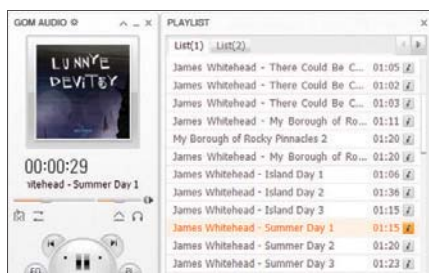 GOM AUDIO
LUNNYE
DEVITSY
00:00:29
itehead - Summer Day 1
EQ
PL
PLAYLIST
List(1) List(2)
James Whitehead - There Could Be C... 01:05
James Whitehead - There Could Be C... 01:02
James Whitehead - There Could Be C... 01:03
James Whitehead - My Borough of Ro... 01:11
My Borough of Rocky Pinnacles 2 01:20
James Whitehead - My Borough of Ro... 01:20
James Whitehead - Island Day 1 01:06
James Whitehead - Island Day 2 01:36
James Whitehead - Island Day 3 01:15
James Whitehead - Summer Day 1 01:15
James Whitehead - Summer Day 2 01:20
James Whitehead - Summer Day 3 01:23